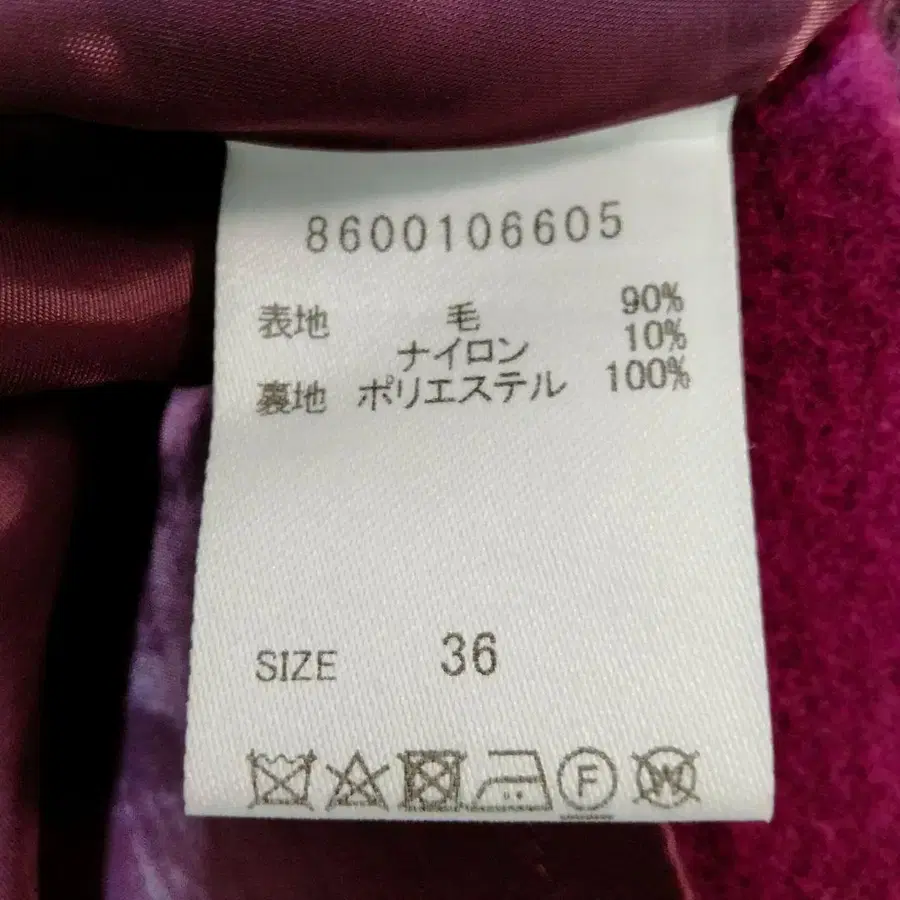 8600106605
表地 毛 90%
ナイロン 10%
裏地 ポリエステル 100%
SIZE 36
F W